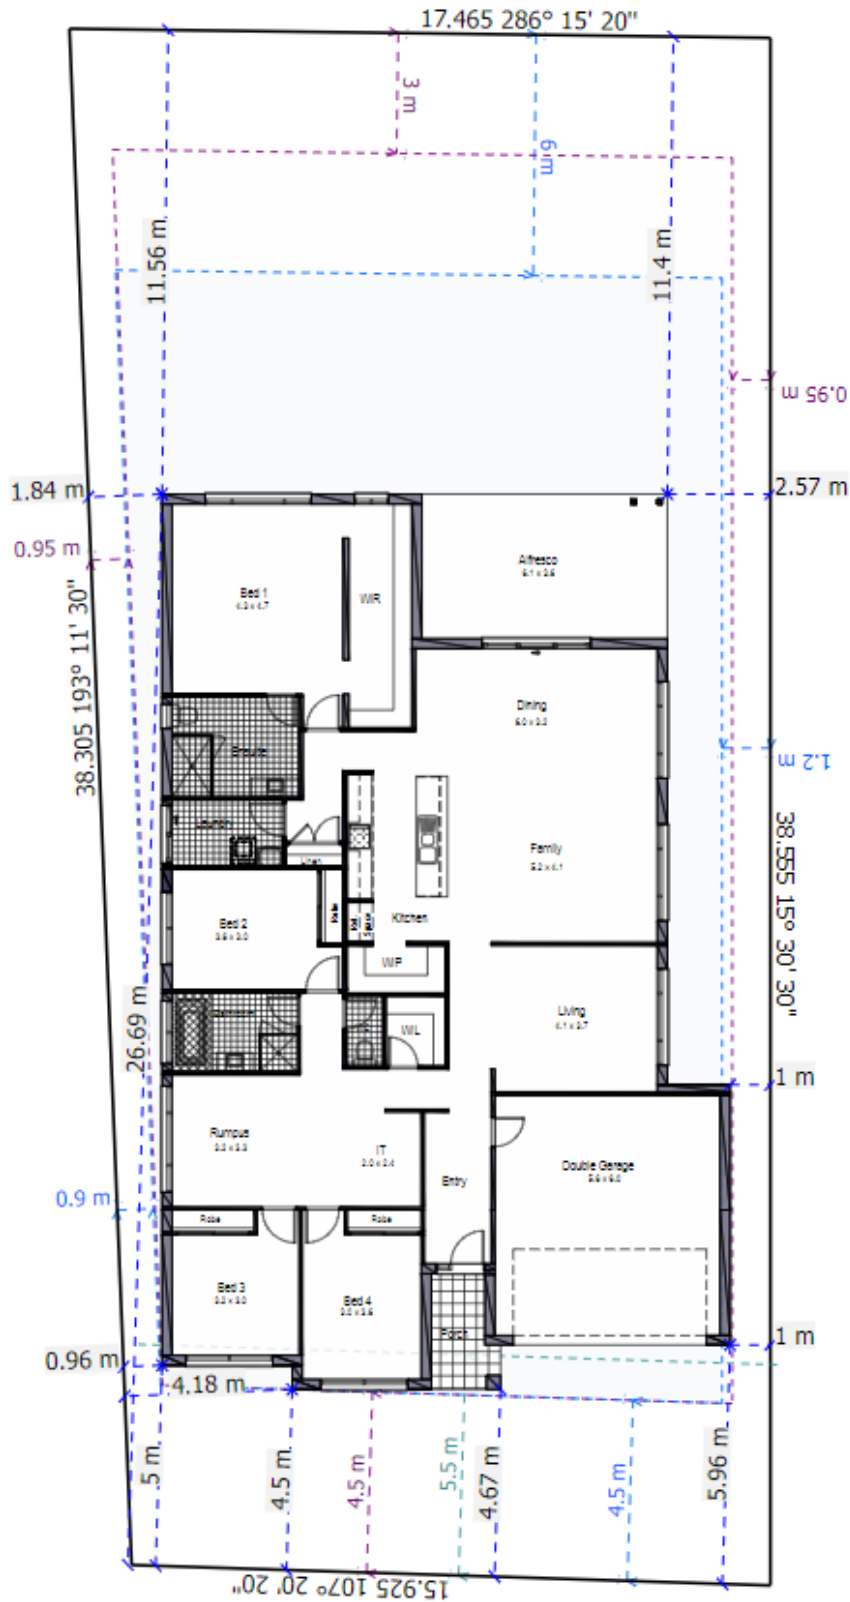 17.465 286° 15' 20"
3 m
6 m
11.56 m
11.4 m
0.95 m
1.84 m
2.57 m
0.95 m
Alfresco
Bed 1
WIR
38.305 193° 11' 30"
Dining
Ensuite
1.2 m
Laundry
Linen
Family
38.555 15° 30' 30"
Robe
Bed 2
Kitchen
WIP
26.69 m
Living
Bathroom
WIL
1 m
Rumpus
IT
Double Garage
Entry
0.9 m
Robe
Robe
Bed 3
Bed 4
Porch
1 m
0.96 m
4.18 m
5 m
4.5 m
4.5 m
5.5 m
4.67 m
4.5 m
5.96 m
15.925 107° 20' 20"